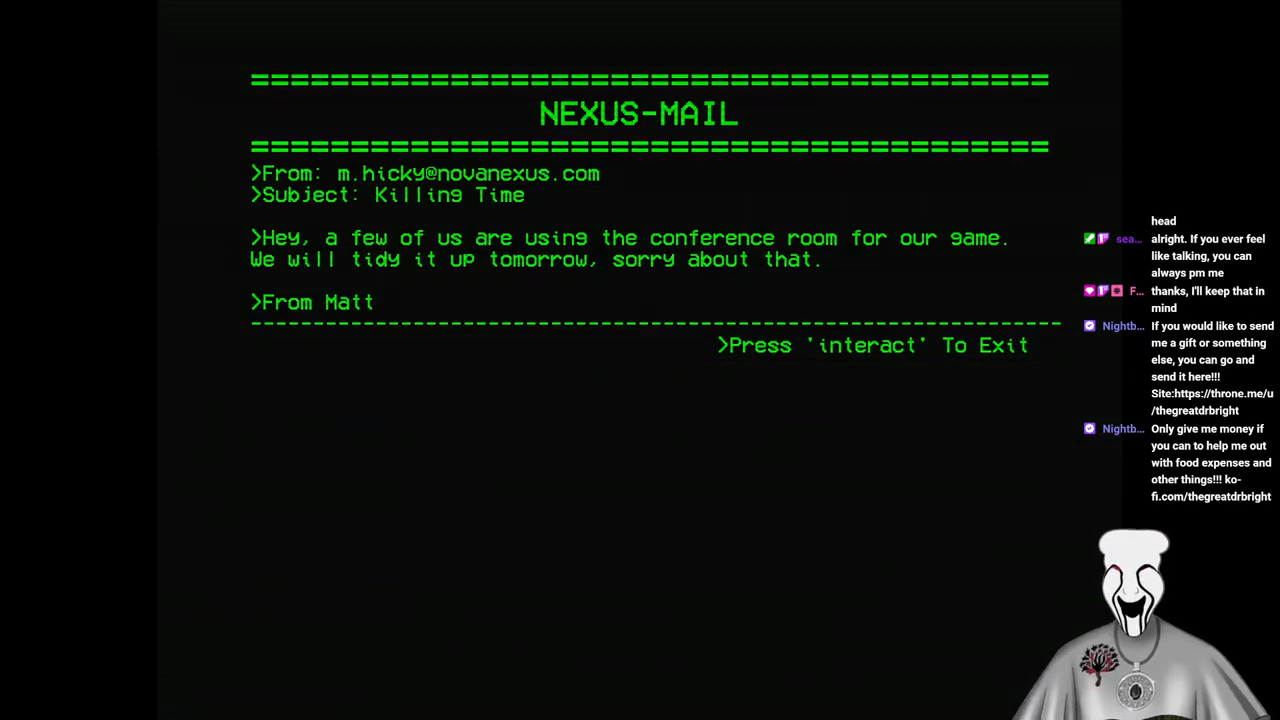 ========================================
NEXUS-MAIL
========================================
>From: m.hicky@novanexus.com
>Subject: Killing Time
>Hey, a few of us are using the conference room for our game.
We will tidy it up tomorrow, sorry about that.
>From Matt
-----------------------------------------------------------------
>Press 'interact' To Exit
head
sea... alright. If you ever feel
like talking, you can
always pm me
F... thanks, I'll keep that in
mind
Nightb... If you would like to send
me a gift or something
else, you can go and
send it here!!!
Site:https://throne.me/u
/thegreatdrbright
Nightb... Only give me money if
you can to help me out
with food expenses and
other things!!! ko-
fi.com/thegreatdrbright